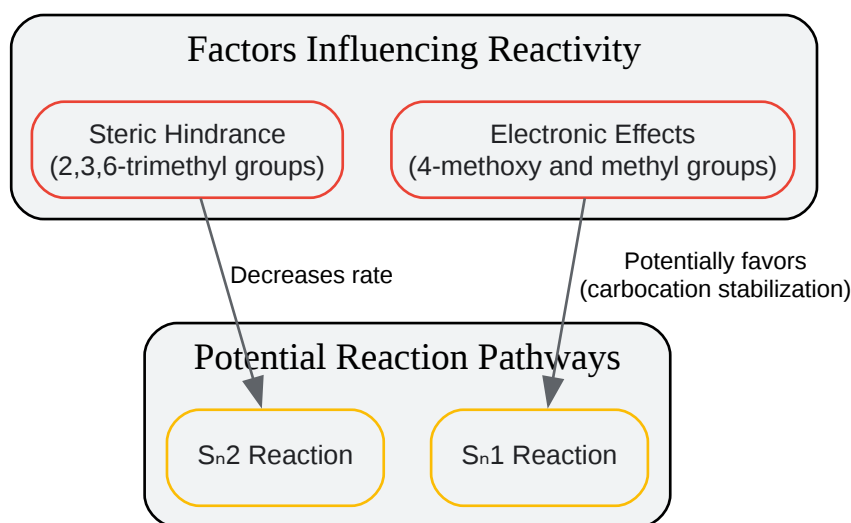 Factors Influencing Reactivity
Steric Hindrance
(2,3,6-trimethyl groups)
Electronic Effects
(4-methoxy and methyl groups)
Decreases rate
Potentially favors
(carbocation stabilization)
Potential Reaction Pathways
Sₙ2 Reaction
Sₙ1 Reaction